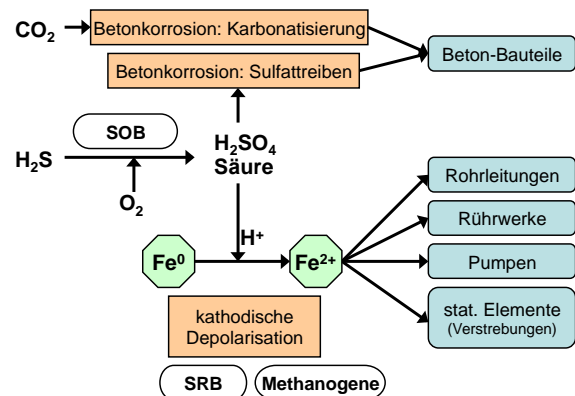 CO₂
Betonkorrosion: Karbonatisierung
Betonkorrosion: Sulfattreiben
Beton-Bauteile
SOB
H₂S
O₂
H₂SO₄
Säure
H⁺
Fe⁰
Fe²⁺
Rohrleitungen
Rührwerke
Pumpen
stat. Elemente
(Verstrebungen)
kathodische
Depolarisation
SRB
Methanogene